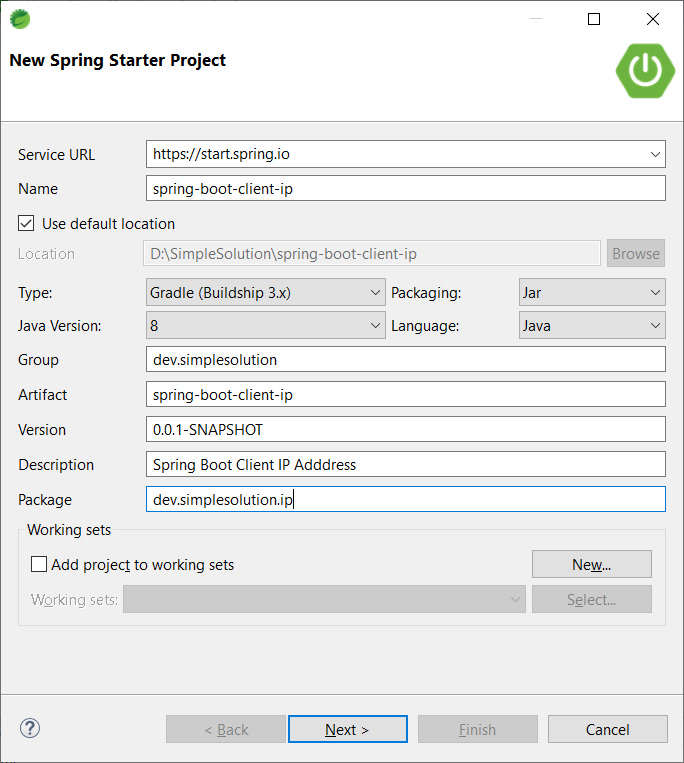 New Spring Starter Project
Service URL https://start.spring.io
Name spring-boot-client-ip
Use default location
Location D:\SimpleSolution\spring-boot-client-ip Browse
Type: Gradle (Buildship 3.x) Packaging: Jar
Java Version: 8 Language: Java
Group dev.simplesolution
Artifact spring-boot-client-ip
Version 0.0.1-SNAPSHOT
Description Spring Boot Client IP Adddress
Package dev.simplesolution.ip
Working sets
Add project to working sets New...
Working sets: Select...
? < Back Next > Finish Cancel